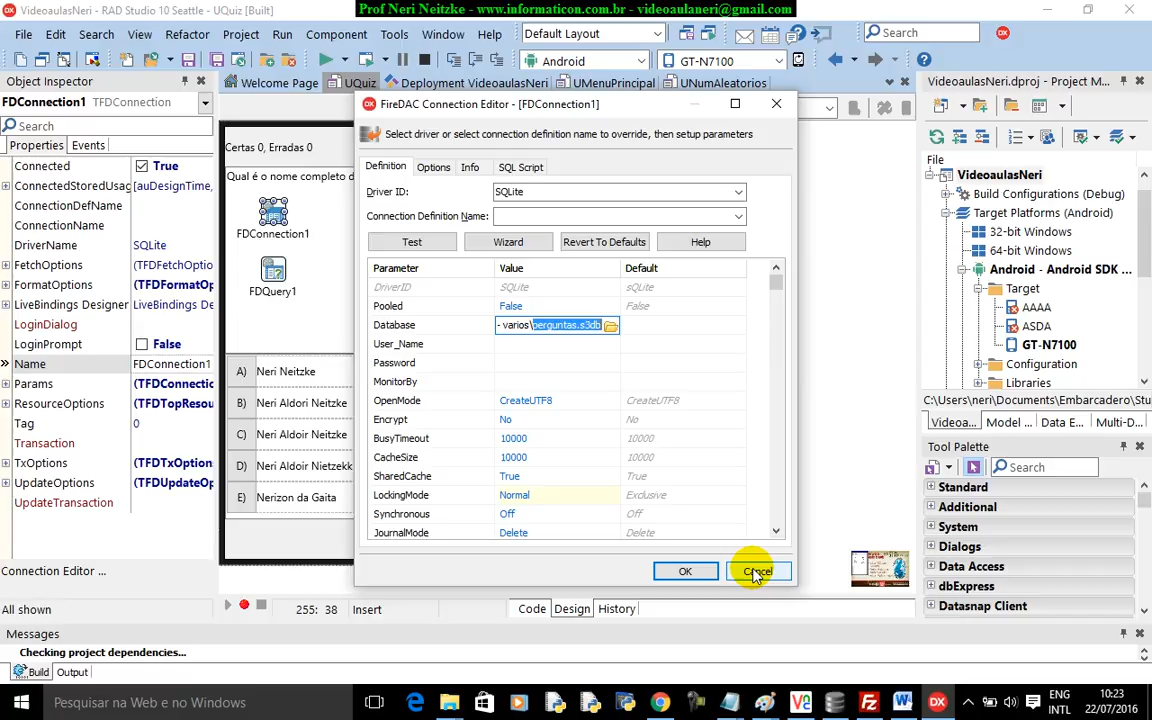 VideoaulasNeri - RAD Studio 10 Seattle - UQuiz [Built]
Prof Neri Neitzke - www.informaticon.com.br - videoaulaneri@gmail.com
File Edit Search View Refactor Project Run Component Tools Window Help
Default Layout
Search
Android
GT-N7100
Object Inspector
FDConnection1 TFDConnection
Search
Properties Events
Connected True
ConnectedStoredUsag [auDesignTime,
ConnectionDefName
ConnectionName
DriverName SQLite
FetchOptions (TFDFetchOptio
FormatOptions (TFDFormatOp
LiveBindings Designer LiveBindings Des
LoginDialog
LoginPrompt False
Name FDConnection1
Params (TFDConnectio
ResourceOptions (TFDTopResou
Tag 0
Transaction
TxOptions (TFDTxOption
UpdateOptions (TFDUpdateOp
UpdateTransaction
Connection Editor ...
All shown
Welcome Page UQuiz Deployment VideoaulasNeri UMenuPrincipal UNumAleatorios
Certas 0, Erradas 0
Qual é o nome completo d
FDConnection1
FDQuery1
A) Neri Neitzke
B) Neri Aldori Neitzke
C) Neri Aldoir Neitzke
D) Neri Aldoir Nietzekk
E) Nerizon da Gaita
FireDAC Connection Editor - [FDConnection1]
Select driver or select connection definition name to override, then setup parameters
Definition Options Info SQL Script
Driver ID: SQLite
Connection Definition Name:
Test Wizard Revert To Defaults Help
Parameter Value Default
DriverID SQLite sQLite
Pooled False False
Database - varios\perguntas.s3db
User_Name
Password
MonitorBy
OpenMode CreateUTF8 CreateUTF8
Encrypt No No
BusyTimeout 10000 10000
CacheSize 10000 10000
SharedCache True True
LockingMode Normal Exclusive
Synchronous Off Off
JournalMode Delete Delete
OK Cancel
255: 38 Insert
Code Design History
VideoaulasNeri.dproj - Project M...
File
VideoaulasNeri
Build Configurations (Debug)
Target Platforms (Android)
32-bit Windows
64-bit Windows
Android - Android SDK ...
Target
AAAA
ASDA
GT-N7100
Configuration
Libraries
C:\Users\neri\Documents\Embarcadero\Stu
Videoa... Model ... Data E... Multi-D...
Tool Palette
Search
Standard
Additional
System
Dialogs
Data Access
dbExpress
Datasnap Client
Messages
Checking project dependencies...
Build Output
Pesquisar na Web e no Windows
ENG
INTL
10:23
22/07/2016